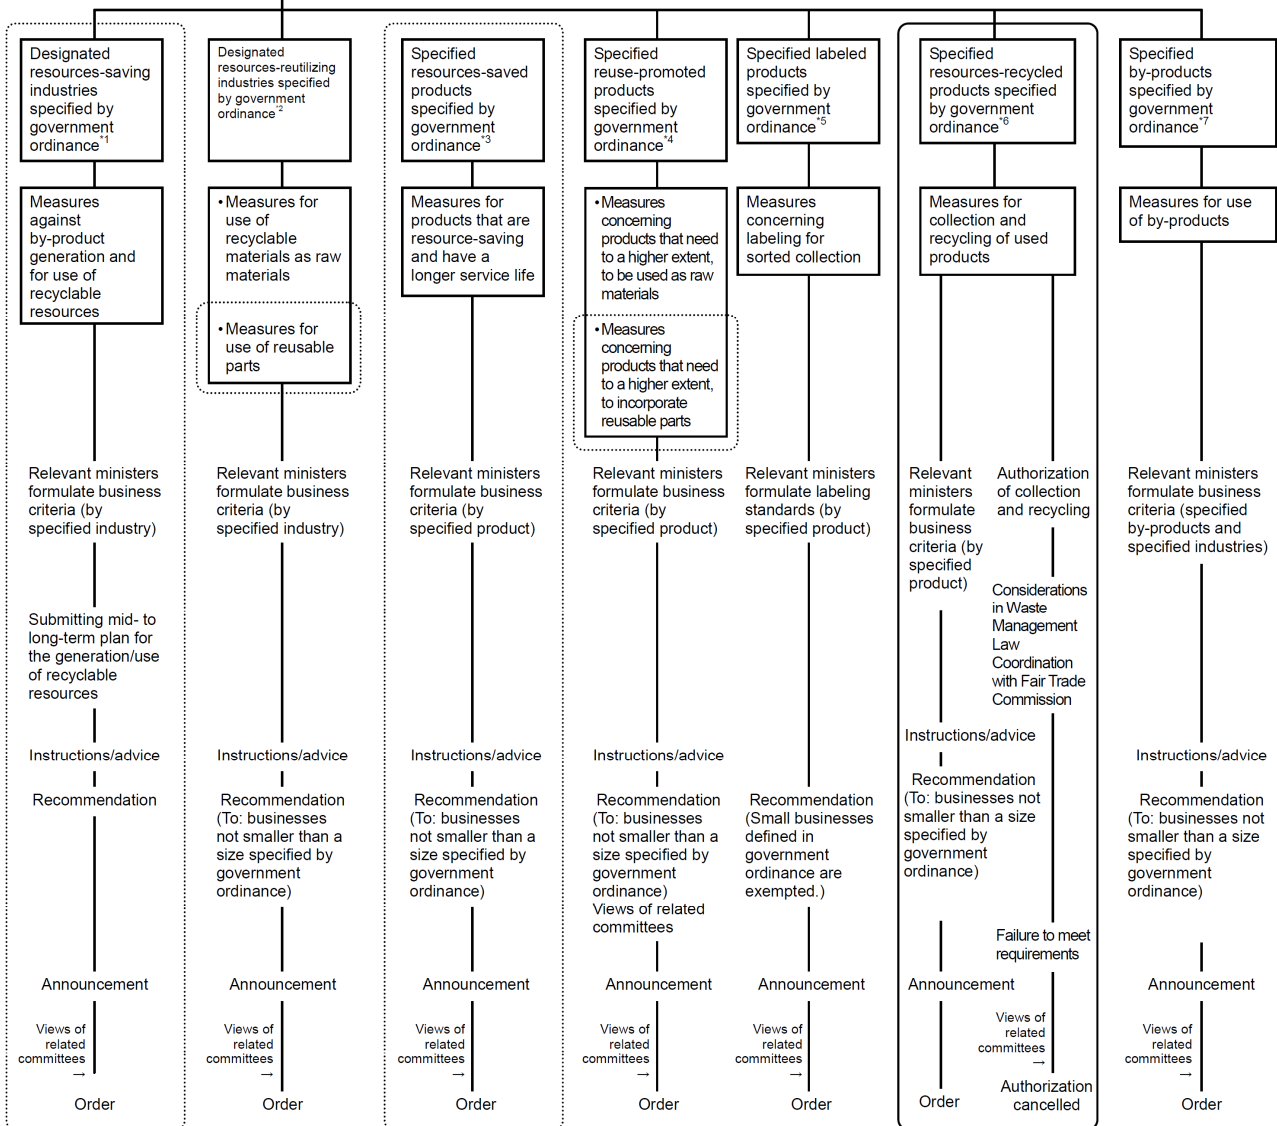 Designated
resources-saving
industries
specified by
government
ordinance*1
Measures
against
by-product
generation and
for use of
recyclable
resources
Relevant ministers
formulate business
criteria (by
specified industry)
Submitting mid- to
long-term plan for
the generation/use
of recyclable
resources
Instructions/advice
Recommendation
Announcement
Views of
related
committees
→
Order
Designated
resources-reutilizing
industries specified
by government
ordinance*2
• Measures for
use of
recyclable
materials as raw
materials
• Measures for
use of reusable
parts
Relevant ministers
formulate business
criteria (by
specified industry)
Instructions/advice
Recommendation
(To: businesses
not smaller than a
size specified by
government
ordinance)
Announcement
Views of
related
committees
→
Order
Specified
resources-saved
products
specified by
government
ordinance*3
Measures for
products that are
resource-saving
and have a
longer service life
Relevant ministers
formulate business
criteria (by
specified product)
Instructions/advice
Recommendation
(To: businesses
not smaller than a
size specified by
government
ordinance)
Announcement
Views of
related
committees
→
Order
Specified
reuse-promoted
products
specified by
government
ordinance*4
• Measures
concerning
products that need
to a higher extent,
to be used as raw
materials
• Measures
concerning
products that need
to a higher extent,
to incorporate
reusable parts
Relevant ministers
formulate business
criteria (by
specified product)
Instructions/advice
Recommendation
(To: businesses
not smaller than a
size specified by
government
ordinance)
Views of related
committees
Announcement
Views of
related
committees
→
Order
Specified labeled
products
specified by
government
ordinance*5
Measures
concerning
labeling for
sorted collection
Relevant ministers
formulate labeling
standards (by
specified product)
Recommendation
(Small businesses
defined in
government
ordinance are
exempted.)
Announcement
Views of
related
committees
→
Order
Specified
resources-recycled
products specified
by government
ordinance*6
Measures for
collection and
recycling of used
products
Relevant
ministers
formulate
business
criteria (by
specified
product)
Instructions/advice
Recommendation
(To: businesses not
smaller than a size
specified by
government
ordinance)
Announcement
Order
Authorization
of collection
and recycling
Considerations
in Waste
Management
Law
Coordination
with Fair Trade
Commission
Failure to meet
requirements
Views of
related
committees
→
Authorization
cancelled
Specified
by-products
specified by
government
ordinance*7
Measures for use
of by-products
Relevant ministers
formulate business
criteria (specified
by-products and
specified industries)
Instructions/advice
Recommendation
(To: businesses not
smaller than a size
specified by
government
ordinance)
Announcement
Views of
related
committees
→
Order